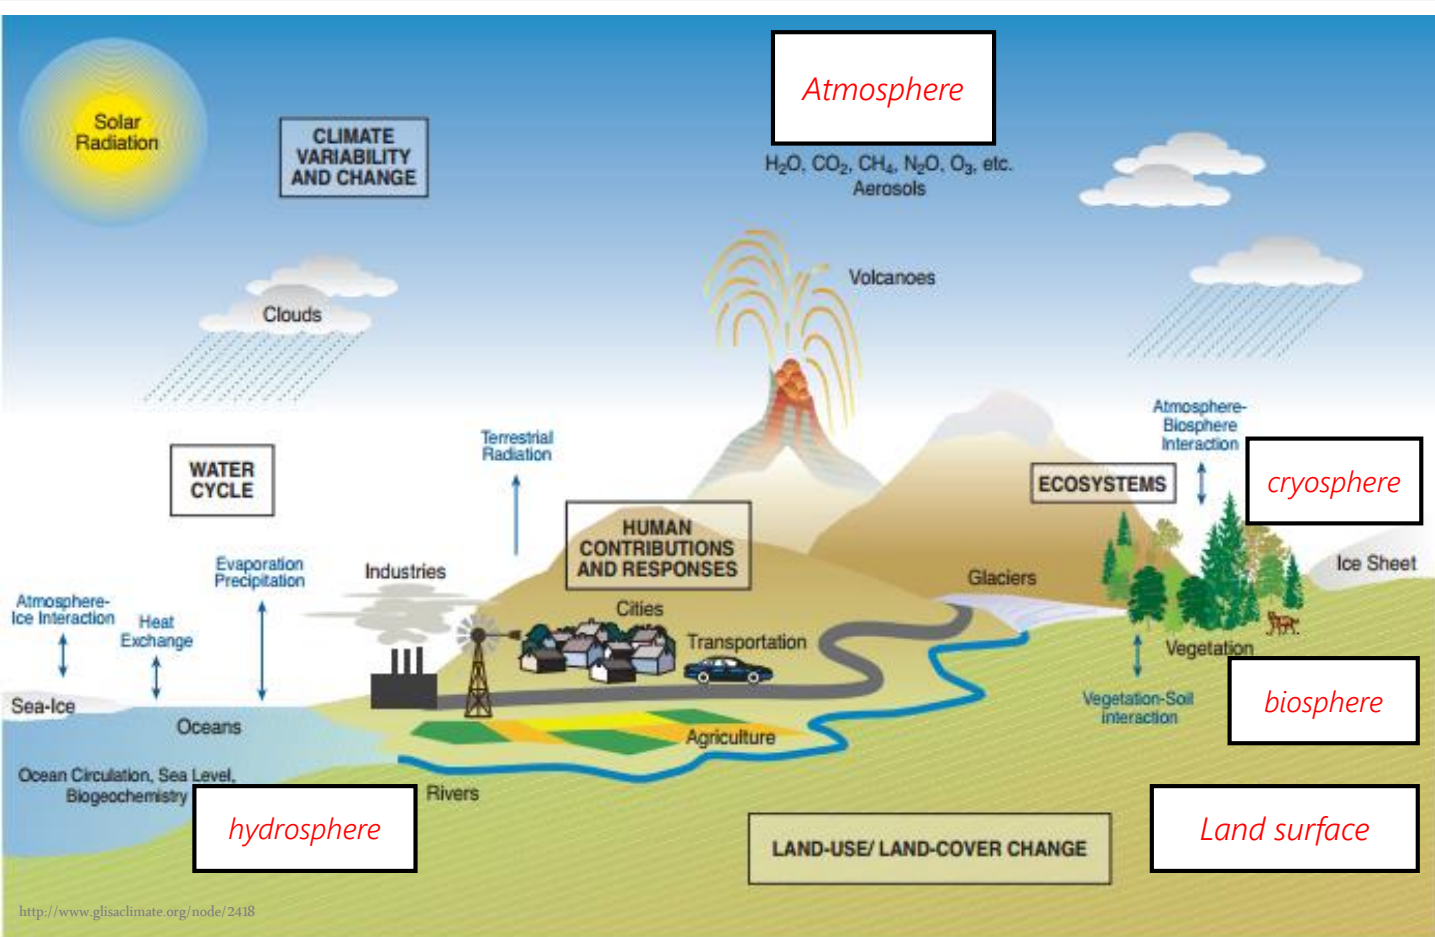 Atmosphere
Solar
Radiation
CLIMATE
VARIABILITY
AND CHANGE
H₂O, CO₂, CH₄, N₂O, O₃, etc.
Aerosols
Volcanoes
Clouds
Atmosphere-
Biosphere
Interaction
Terrestrial
Radiation
WATER
CYCLE
ECOSYSTEMS
cryosphere
HUMAN
CONTRIBUTIONS
AND RESPONSES
Evaporation
Precipitation
Industries
Glaciers
Ice Sheet
Atmosphere-
Ice Interaction
Heat
Exchange
Cities
Transportation
Vegetation
Sea-Ice
Oceans
Agriculture
Vegetation-Soil
Interaction
biosphere
Ocean Circulation, Sea Level,
Biogeochemistry
Rivers
hydrosphere
Land surface
LAND-USE/ LAND-COVER CHANGE
http://www.glisaclimate.org/node/2418